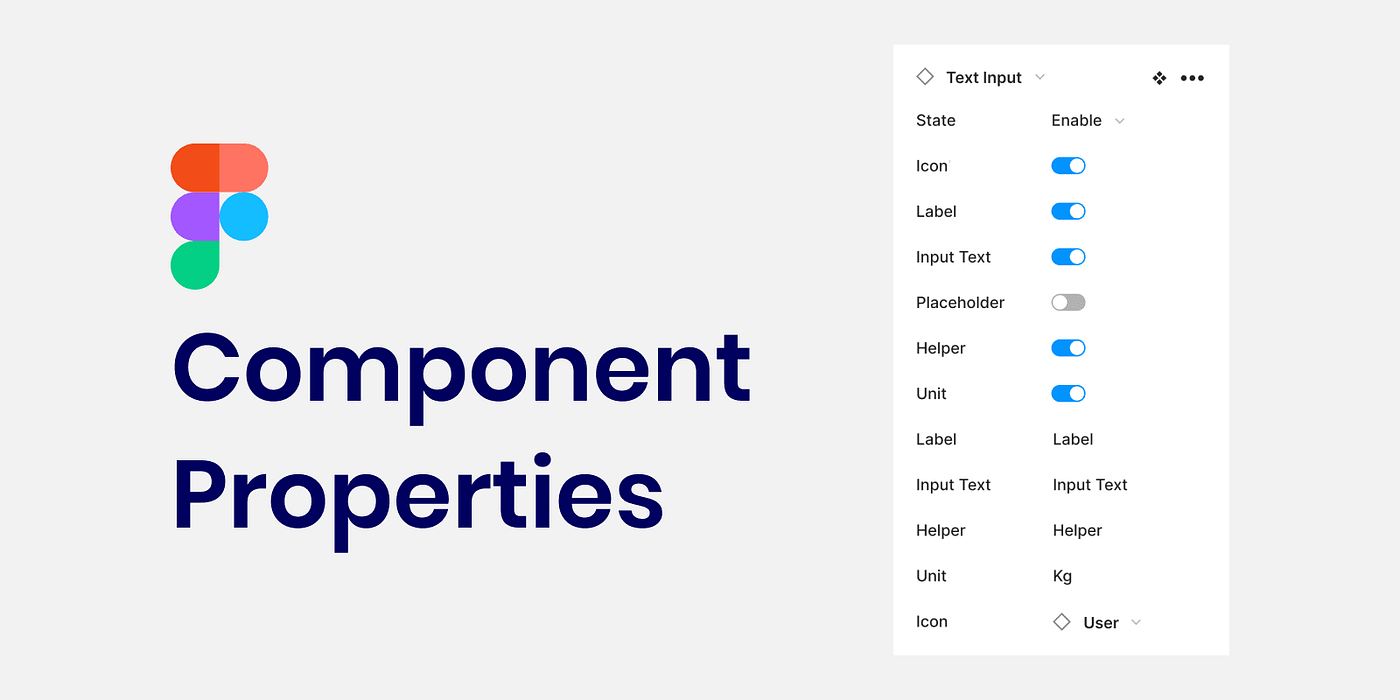 Component
Properties
Text Input
State Enable
Icon
Label
Input Text
Placeholder
Helper
Unit
Label Label
Input Text Input Text
Helper Helper
Unit Kg
Icon User